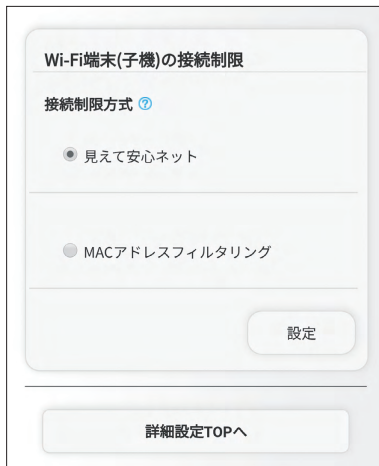 Wi-Fi端末(子機)の接続制限
接続制限方式 ?
見えて安心ネット
MACアドレスフィルタリング
設定
詳細設定TOPへ